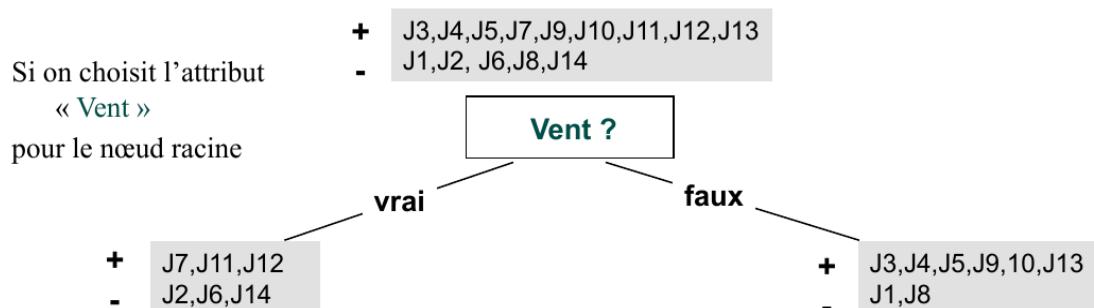 + J3,J4,J5,J7,J9,J10,J11,J12,J13
- J1,J2, J6,J8,J14
Si on choisit l’attribut
« Vent »
pour le nœud racine
Vent ?
vrai
faux
+ J7,J11,J12
- J2,J6,J14
+ J3,J4,J5,J9,10,J13
- J1,J8